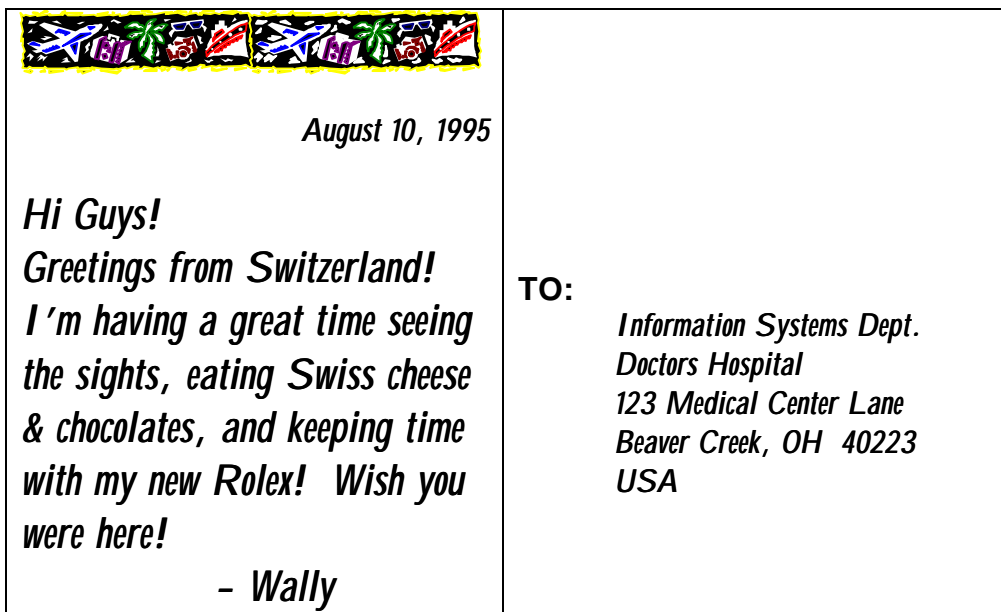 August 10, 1995
Hi Guys!
Greetings from Switzerland!
I'm having a great time seeing
the sights, eating Swiss cheese
& chocolates, and keeping time
with my new Rolex!  Wish you
were here!
- Wally
TO:
Information Systems Dept.
Doctors Hospital
123 Medical Center Lane
Beaver Creek, OH  40223
USA